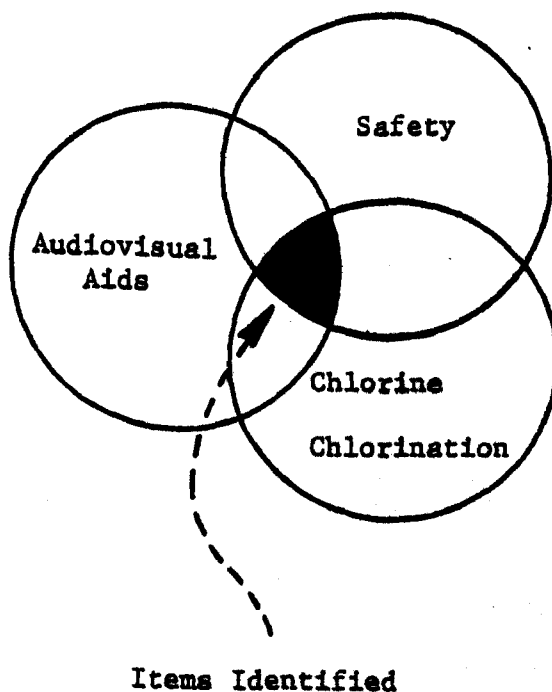 Safety
Audiovisual
Aids
Chlorine
Chlorination
Items Identified